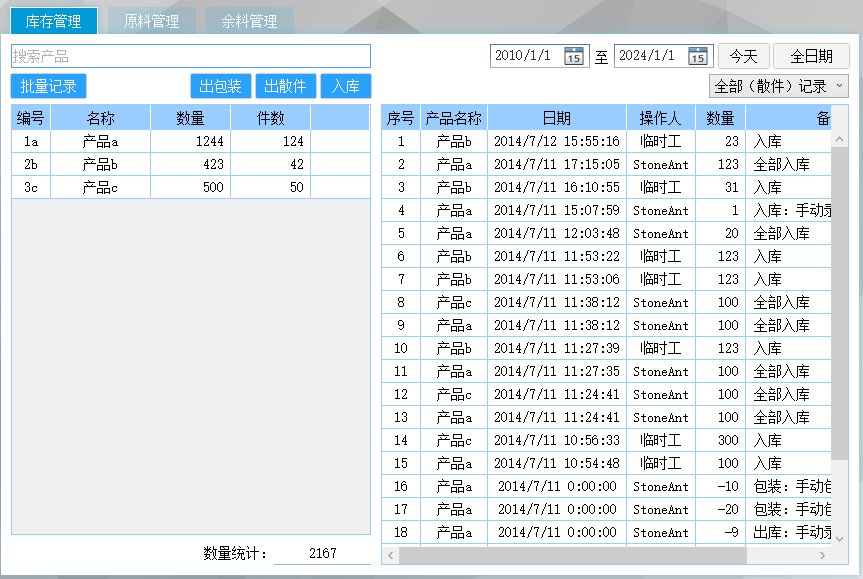 库存管理 原料管理 余料管理
搜索产品 2010/1/1 15 至 2024/1/1 15 今天 全日期
批量记录 出包装 出散件 入库 全部（散件）记录
编号 名称 数量 件数
1a 产品a 1244 124
2b 产品b 423 42
3c 产品c 500 50
数量统计： 2167
序号 产品名称 日期 操作人 数量 备
1 产品b 2014/7/12 15:55:16 临时工 23 入库
2 产品a 2014/7/11 17:15:05 StoneAnt 123 全部入库
3 产品b 2014/7/11 16:10:55 临时工 31 入库
4 产品a 2014/7/11 15:07:59 StoneAnt 1 入库：手动录
5 产品a 2014/7/11 12:03:48 StoneAnt 20 全部入库
6 产品b 2014/7/11 11:53:22 临时工 123 入库
7 产品b 2014/7/11 11:53:06 临时工 123 入库
8 产品c 2014/7/11 11:38:12 StoneAnt 100 全部入库
9 产品a 2014/7/11 11:38:12 StoneAnt 100 全部入库
10 产品b 2014/7/11 11:27:39 临时工 123 入库
11 产品a 2014/7/11 11:27:35 StoneAnt 100 全部入库
12 产品c 2014/7/11 11:24:41 StoneAnt 100 全部入库
13 产品a 2014/7/11 11:24:41 StoneAnt 100 全部入库
14 产品c 2014/7/11 10:56:33 临时工 300 入库
15 产品a 2014/7/11 10:54:48 临时工 100 入库
16 产品a 2014/7/11 0:00:00 StoneAnt -10 包装：手动包
17 产品a 2014/7/11 0:00:00 StoneAnt -20 包装：手动包
18 产品a 2014/7/11 0:00:00 StoneAnt -9 出库：手动录